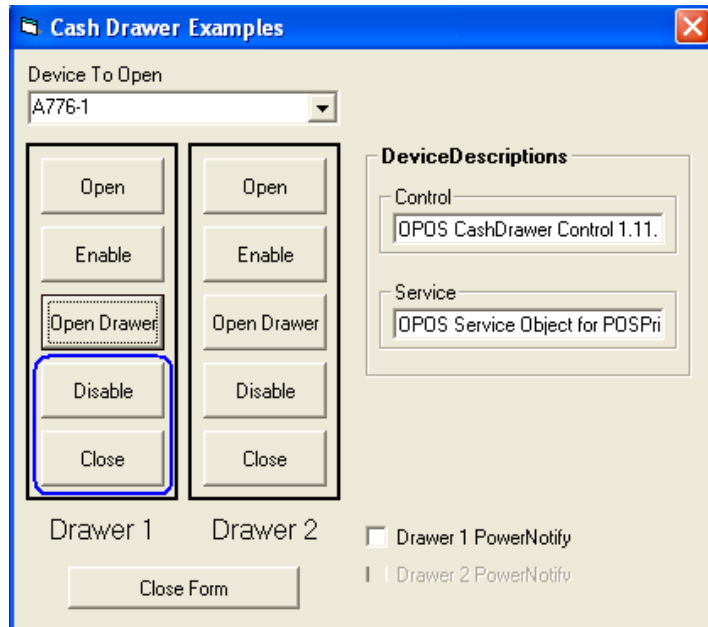 Cash Drawer Examples
Device To Open
A776-1
Open
Enable
Open Drawer
Disable
Close
Drawer 1
Open
Enable
Open Drawer
Disable
Close
Drawer 2
DeviceDescriptions
Control
OPOS CashDrawer Control 1.11.
Service
OPOS Service Object for POSPri
Drawer 1 PowerNotify
Drawer 2 PowerNotify
Close Form